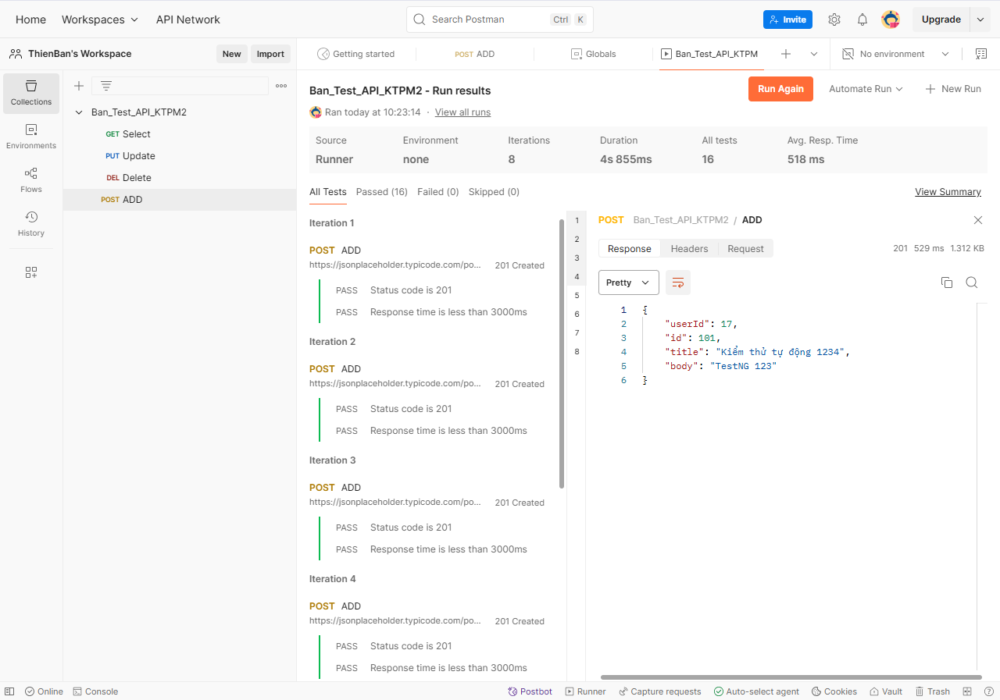 Home Workspaces API Network Search Postman Ctrl K Invite Upgrade
ThienBan's Workspace New Import Getting started POST ADD Globals Ban_Test_API_KTPM No environment
Collections
Environments
Flows
History
Ban_Test_API_KTPM2
GET Select
PUT Update
DEL Delete
POST ADD
Ban_Test_API_KTPM2 - Run results
Run Again Automate Run New Run
Ran today at 10:23:14 · View all runs
Source Environment Iterations Duration All tests Avg. Resp. Time
Runner none 8 4s 855ms 16 518 ms
All Tests Passed (16) Failed (0) Skipped (0) View Summary
Iteration 1
POST ADD
https://jsonplaceholder.typicode.com/po... 201 Created
PASS Status code is 201
PASS Response time is less than 3000ms
Iteration 2
POST ADD
https://jsonplaceholder.typicode.com/po... 201 Created
PASS Status code is 201
PASS Response time is less than 3000ms
Iteration 3
POST ADD
https://jsonplaceholder.typicode.com/po... 201 Created
PASS Status code is 201
PASS Response time is less than 3000ms
Iteration 4
POST ADD
https://jsonplaceholder.typicode.com/po... 201 Created
PASS Status code is 201
PASS Response time is less than 3000ms
1
2
3
4
5
6
7
8
POST Ban_Test_API_KTPM2 / ADD
Response Headers Request 201 529 ms 1.312 KB
Pretty
1 {
2 "userId": 17,
3 "id": 101,
4 "title": "Kiểm thử tự động 1234",
5 "body": "TestNG 123"
6 }
Online Console Postbot Runner Capture requests Auto-select agent Cookies Vault Trash